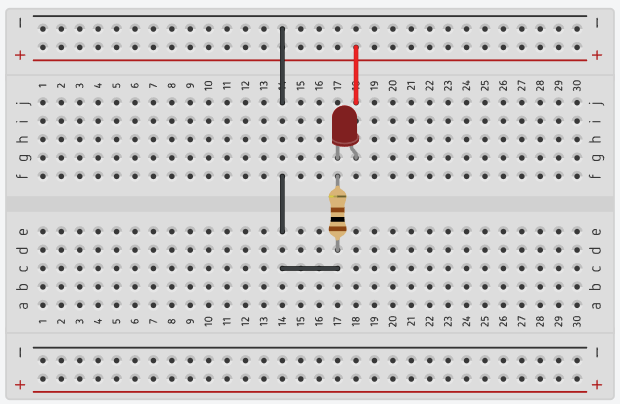 — —
+ +
1 2 3 4 5 6 7 8 9 10 11 12 13 14 15 16 17 18 19 20 21 22 23 24 25 26 27 28 29 30
j j
i i
h h
g g
f f
e e
d d
c c
b b
a a
1 2 3 4 5 6 7 8 9 10 11 12 13 14 15 16 17 18 19 20 21 22 23 24 25 26 27 28 29 30
— —
+ +